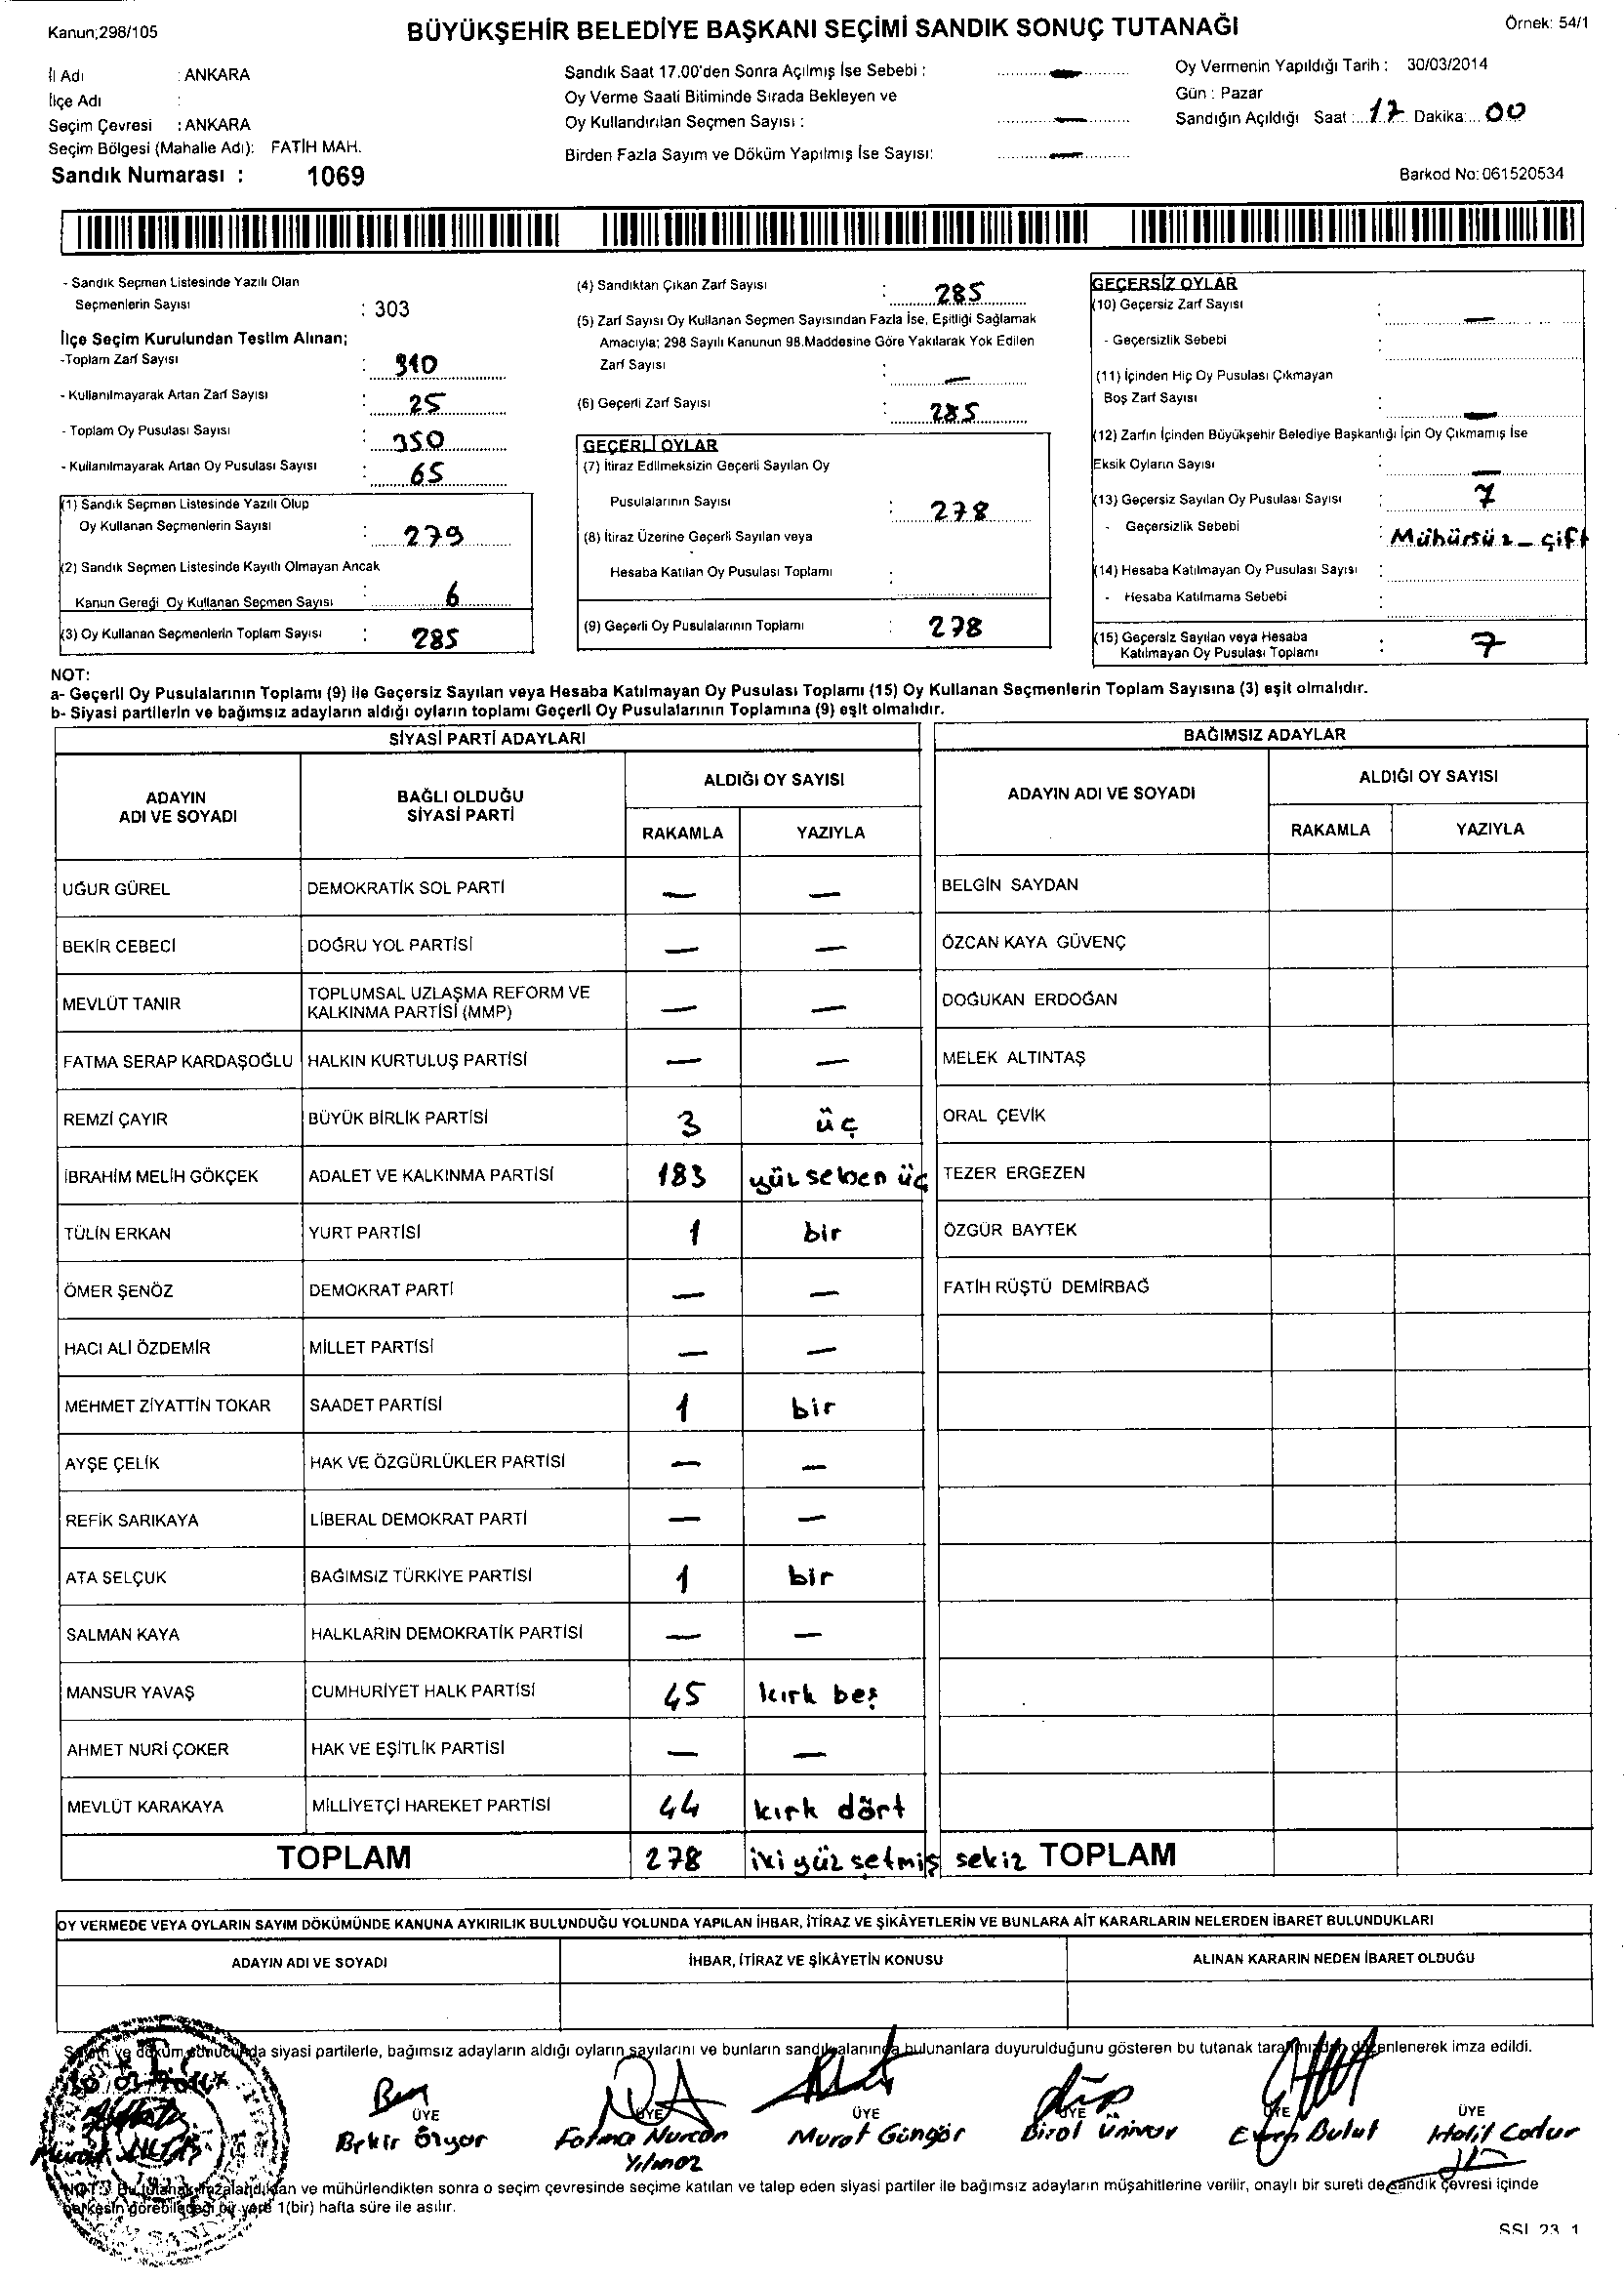 Kanun;298/105
BÜYÜKŞEHİR BELEDİYE BAŞKANI SEÇİMİ SANDIK SONUÇ TUTANAĞI
Örnek: 54/1
İl Adı : ANKARA
İlçe Adı :
Seçim Çevresi : ANKARA
Seçim Bölgesi (Mahalle Adı): FATİH MAH.
Sandık Numarası : 1069
Sandık Saat 17.00'den Sonra Açılmış İse Sebebi : —
Oy Verme Saati Bitiminde Sırada Bekleyen ve
Oy Kullandırılan Seçmen Sayısı : —
Birden Fazla Sayım ve Döküm Yapılmış İse Sayısı: —
Oy Vermenin Yapıldığı Tarih : 30/03/2014
Gün : Pazar
Sandığın Açıldığı Saat : 17 Dakika: 00
Barkod No: 061520534
- Sandık Seçmen Listesinde Yazılı Olan
Seçmenlerin Sayısı : 303
İlçe Seçim Kurulundan Teslim Alınan;
-Toplam Zarf Sayısı : 310
- Kullanılmayarak Artan Zarf Sayısı : 25
- Toplam Oy Pusulası Sayısı : 350
- Kullanılmayarak Artan Oy Pusulası Sayısı : 65
(1) Sandık Seçmen Listesinde Yazılı Olup
Oy Kullanan Seçmenlerin Sayısı : 279
(2) Sandık Seçmen Listesinde Kayıtlı Olmayan Ancak
Kanun Gereği Oy Kullanan Seçmen Sayısı : 6
(3) Oy Kullanan Seçmenlerin Toplam Sayısı : 285
(4) Sandıktan Çıkan Zarf Sayısı : 285
(5) Zarf Sayısı Oy Kullanan Seçmen Sayısından Fazla İse, Eşitliği Sağlamak
Amacıyla; 298 Sayılı Kanunun 98.Maddesine Göre Yakılarak Yok Edilen
Zarf Sayısı : —
(6) Geçerli Zarf Sayısı : 285
GEÇERLİ OYLAR
(7) İtiraz Edilmeksizin Geçerli Sayılan Oy
Pusulalarının Sayısı : 278
(8) İtiraz Üzerine Geçerli Sayılan veya
Hesaba Katılan Oy Pusulası Toplamı :
(9) Geçerli Oy Pusulalarının Toplamı : 278
GEÇERSİZ OYLAR
(10) Geçersiz Zarf Sayısı : —
- Geçersizlik Sebebi :
(11) İçinden Hiç Oy Pusulası Çıkmayan
Boş Zarf Sayısı : —
(12) Zarfın İçinden Büyükşehir Belediye Başkanlığı İçin Oy Çıkmamış İse
Eksik Oyların Sayısı : —
(13) Geçersiz Sayılan Oy Pusulası Sayısı : 7
- Geçersizlik Sebebi : Mühürsüz - çift
(14) Hesaba Katılmayan Oy Pusulası Sayısı :
- Hesaba Katılmama Sebebi :
(15) Geçersiz Sayılan veya Hesaba
Katılmayan Oy Pusulası Toplamı : 7
NOT:
a- Geçerli Oy Pusulalarının Toplamı (9) ile Geçersiz Sayılan veya Hesaba Katılmayan Oy Pusulası Toplamı (15) Oy Kullanan Seçmenlerin Toplam Sayısına (3) eşit olmalıdır.
b- Siyasi partilerin ve bağımsız adayların aldığı oyların toplamı Geçerli Oy Pusulalarının Toplamına (9) eşit olmalıdır.
SİYASİ PARTİ ADAYLARI
ADAYIN ADI VE SOYADI BAĞLI OLDUĞU SİYASİ PARTİ ALDIĞI OY SAYISI
RAKAMLA YAZIYLA
UĞUR GÜREL DEMOKRATİK SOL PARTİ — —
BEKİR CEBECİ DOĞRU YOL PARTİSİ — —
MEVLÜT TANIR TOPLUMSAL UZLAŞMA REFORM VE KALKINMA PARTİSİ (MMP) — —
FATMA SERAP KARDAŞOĞLU HALKIN KURTULUŞ PARTİSİ — —
REMZİ ÇAYIR BÜYÜK BİRLİK PARTİSİ 3 üç
İBRAHİM MELİH GÖKÇEK ADALET VE KALKINMA PARTİSİ 183 yüz seksen üç
TÜLİN ERKAN YURT PARTİSİ 1 bir
ÖMER ŞENÖZ DEMOKRAT PARTİ — —
HACI ALİ ÖZDEMİR MİLLET PARTİSİ — —
MEHMET ZİYATTİN TOKAR SAADET PARTİSİ 1 bir
AYŞE ÇELİK HAK VE ÖZGÜRLÜKLER PARTİSİ — —
REFİK SARIKAYA LİBERAL DEMOKRAT PARTİ — —
ATA SELÇUK BAĞIMSIZ TÜRKİYE PARTİSİ 1 bir
SALMAN KAYA HALKLARIN DEMOKRATİK PARTİSİ — —
MANSUR YAVAŞ CUMHURİYET HALK PARTİSİ 45 kırk beş
AHMET NURİ ÇOKER HAK VE EŞİTLİK PARTİSİ — —
MEVLÜT KARAKAYA MİLLİYETÇİ HAREKET PARTİSİ 44 kırk dört
TOPLAM 278 iki yüz setmiş sekiz
BAĞIMSIZ ADAYLAR
ADAYIN ADI VE SOYADI ALDIĞI OY SAYISI
RAKAMLA YAZIYLA
BELGİN SAYDAN
ÖZCAN KAYA GÜVENÇ
DOĞUKAN ERDOĞAN
MELEK ALTINTAŞ
ORAL ÇEVİK
TEZER ERGEZEN
ÖZGÜR BAYTEK
FATİH RÜŞTÜ DEMİRBAĞ
TOPLAM
OY VERMEDE VEYA OYLARIN SAYIM DÖKÜMÜNDE KANUNA AYKIRILIK BULUNDUĞU YOLUNDA YAPILAN İHBAR, İTİRAZ VE ŞİKÂYETLERİN VE BUNLARA AİT KARARLARIN NELERDEN İBARET BULUNDUKLARI
ADAYIN ADI VE SOYADI İHBAR, İTİRAZ VE ŞİKÂYETİN KONUSU ALINAN KARARIN NEDEN İBARET OLDUĞU
Sayım ve döküm sonucunda siyasi partilerle, bağımsız adayların aldığı oyların sayılarını ve bunların sandık alanında bulunanlara duyurulduğunu gösteren bu tutanak tarafımızdan düzenlenerek imza edildi.
ÜYE ÜYE ÜYE ÜYE ÜYE ÜYE
Bekir Fatma Nurcan Yılmaz Murat Güngör Birol Bulut Halit
NOT: Bu tutanak imzalandıktan ve mühürlendikten sonra o seçim çevresinde seçime katılan ve talep eden siyasi partiler ile bağımsız adayların müşahitlerine verilir, onaylı bir sureti de sandık çevresi içinde
herkesin görebileceği bir yere 1(bir) hafta süre ile asılır.
SSI 23 1